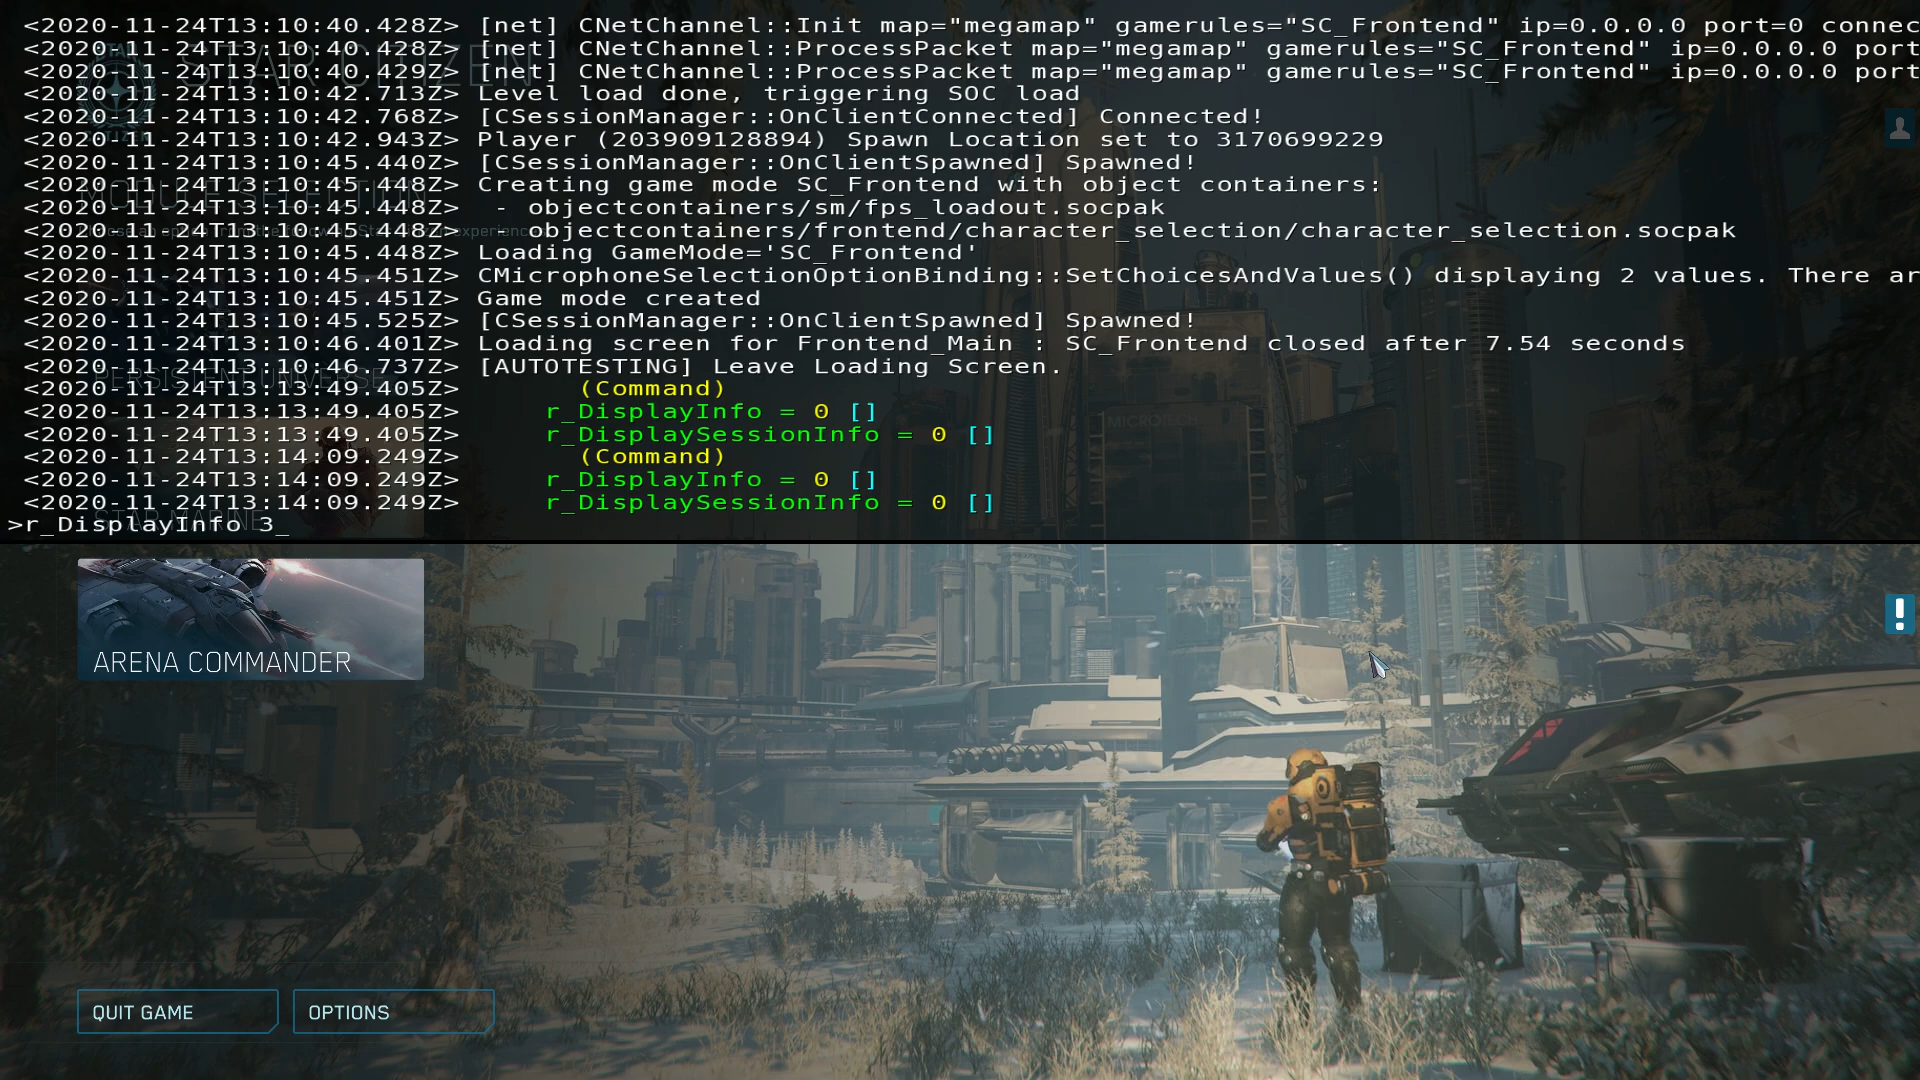 <2020-11-24T13:10:40.428Z> [net] CNetChannel::Init map="megamap" gamerules="SC_Frontend" ip=0.0.0.0 port=0 connec
<2020-11-24T13:10:40.428Z> [net] CNetChannel::ProcessPacket map="megamap" gamerules="SC_Frontend" ip=0.0.0.0 port
<2020-11-24T13:10:40.429Z> [net] CNetChannel::ProcessPacket map="megamap" gamerules="SC_Frontend" ip=0.0.0.0 port
STAR CITIZEN
<2020-11-24T13:10:42.713Z> Level load done, triggering SOC load
<2020-11-24T13:10:42.768Z> [CSessionManager::OnClientConnected] Connected!
<2020-11-24T13:10:42.943Z> Player (203909128894) Spawn Location set to 3170699229
<2020-11-24T13:10:45.440Z> [CSessionManager::OnClientSpawned] Spawned!
<2020-11-24T13:10:45.448Z> Creating game mode SC_Frontend with object containers:
MODULE SELECTION
<2020-11-24T13:10:45.448Z>  - objectcontainers/sm/fps_loadout.socpak
<2020-11-24T13:10:45.448Z>  - objectcontainers/frontend/character_selection/character_selection.socpak
<2020-11-24T13:10:45.448Z> Loading GameMode='SC_Frontend'
<2020-11-24T13:10:45.451Z> CMicrophoneSelectionOptionBinding::SetChoicesAndValues() displaying 2 values. There ar
<2020-11-24T13:10:45.451Z> Game mode created
<2020-11-24T13:10:45.525Z> [CSessionManager::OnClientSpawned] Spawned!
<2020-11-24T13:10:46.401Z> Loading screen for Frontend_Main : SC_Frontend closed after 7.54 seconds
<2020-11-24T13:10:46.737Z> [AUTOTESTING] Leave Loading Screen.
PERSISTENT UNIVERSE
<2020-11-24T13:13:49.405Z> (Command)
<2020-11-24T13:13:49.405Z> r_DisplayInfo = 0 []
MICROTECH
<2020-11-24T13:13:49.405Z> r_DisplaySessionInfo = 0 []
<2020-11-24T13:14:09.249Z> (Command)
<2020-11-24T13:14:09.249Z> r_DisplayInfo = 0 []
<2020-11-24T13:14:09.249Z> r_DisplaySessionInfo = 0 []
STAR MARINE
>r_DisplayInfo 3_
ARENA COMMANDER
!
QUIT GAME
OPTIONS